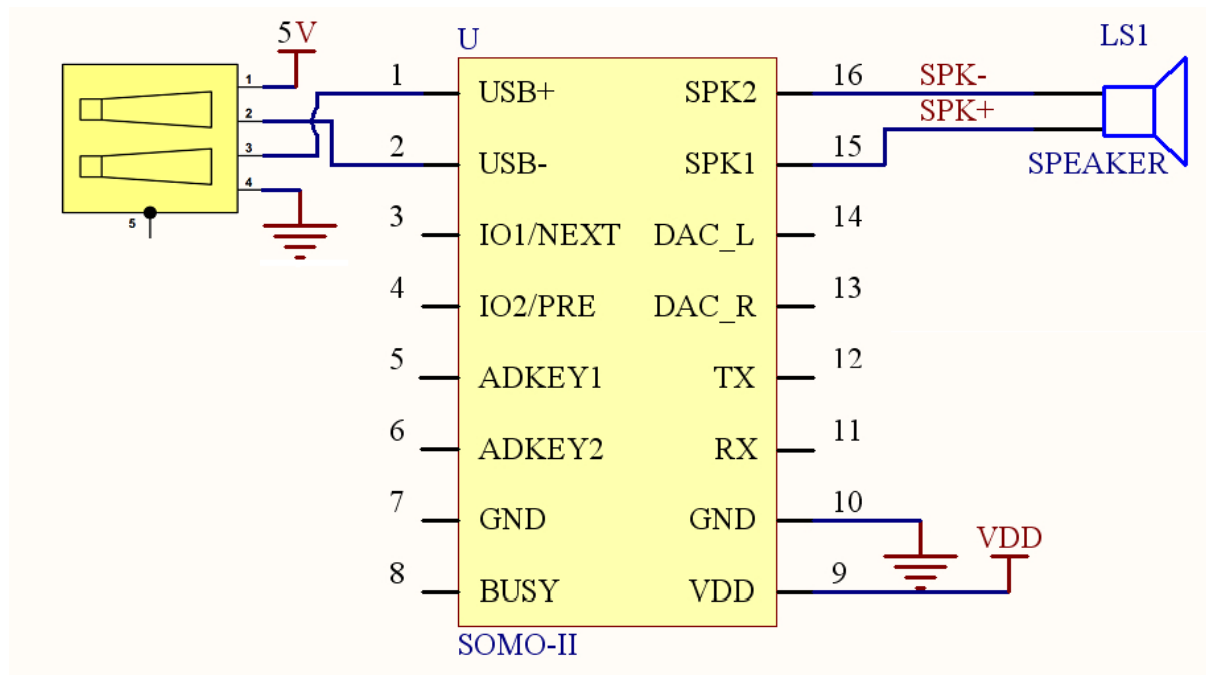 5V
U
LS1
1
2
3
4
5
1
USB+
SPK2
16
SPK-
SPK+
2
USB-
SPK1
15
SPEAKER
3
IO1/NEXT
DAC_L
14
4
IO2/PRE
DAC_R
13
5
ADKEY1
TX
12
6
ADKEY2
RX
11
7
GND
GND
10
VDD
8
BUSY
VDD
9
SOMO-II